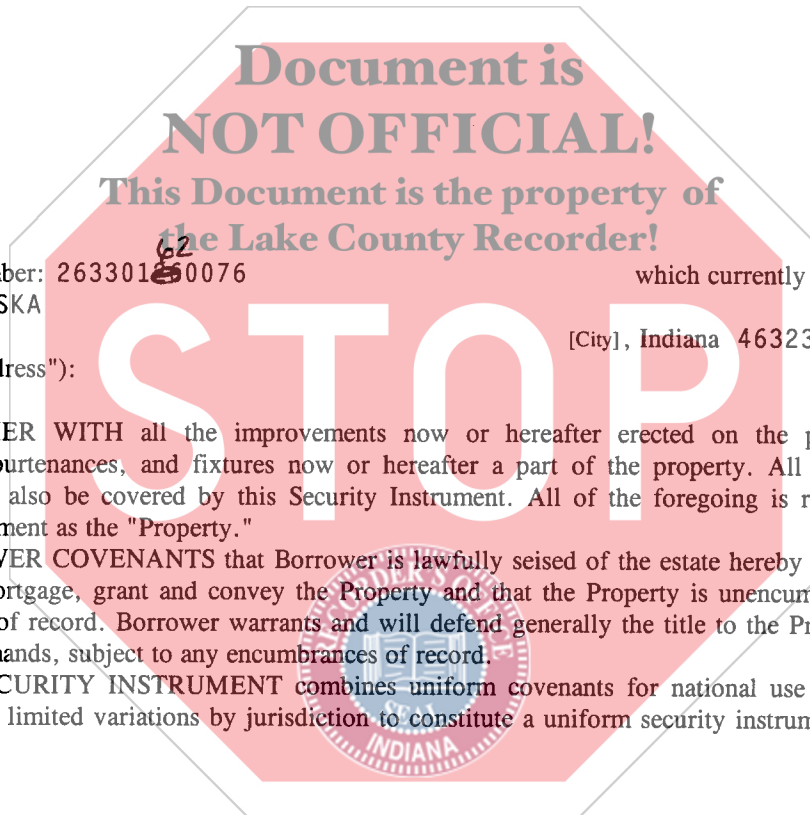 Document is
NOT OFFICIAL!
This Document is the property of
the Lake County Recorder!
62
ber: 263301260076 which currently
SKA
[City], Indiana 46323
dress"):
STOP
ER WITH all the improvements now or hereafter erected on the p
ourtenances, and fixtures now or hereafter a part of the property. All
also be covered by this Security Instrument. All of the foregoing is r
ment as the "Property."
VER COVENANTS that Borrower is lawfully seised of the estate hereby
ortgage, grant and convey the Property and that the Property is unencum
of record. Borrower warrants and will defend generally the title to the Pr
nands, subject to any encumbrances of record.
CURITY INSTRUMENT combines uniform covenants for national use
limited variations by jurisdiction to constitute a uniform security instrum
RECORDER'S OFFICE
SEAL
INDIANA